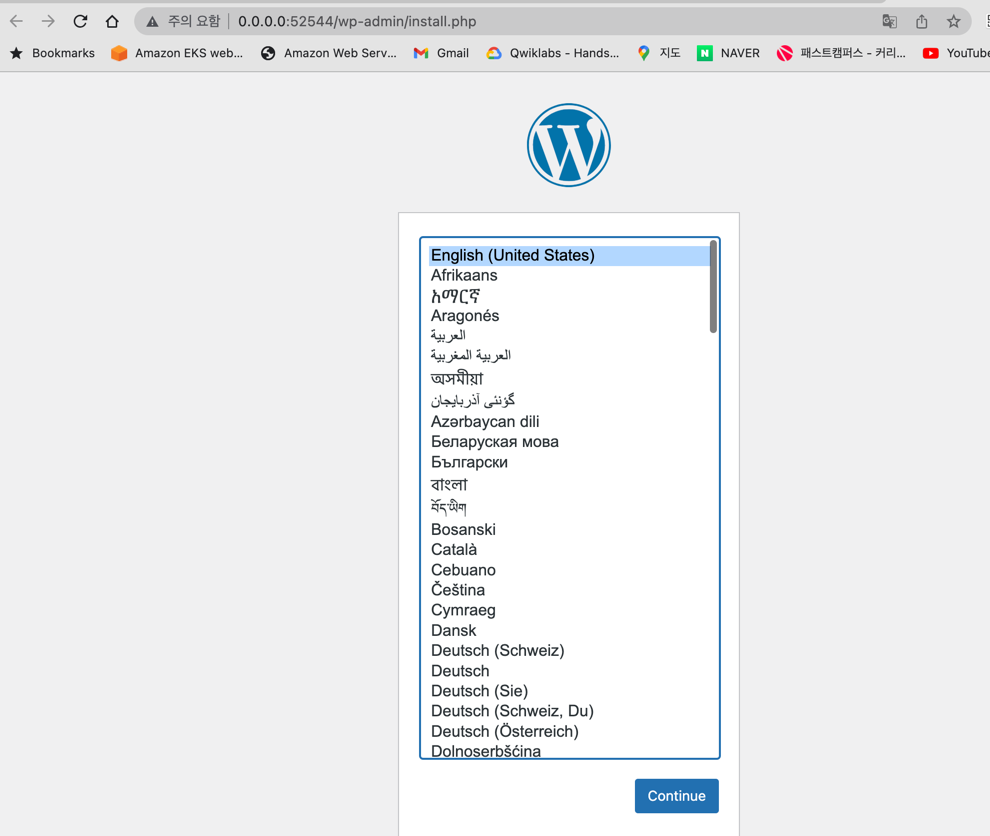 주의 요함 | 0.0.0.0:52544/wp-admin/install.php
Bookmarks Amazon EKS web... Amazon Web Serv... Gmail Qwiklabs - Hands... 지도 NAVER 패스트캠퍼스 - 커리... YouTube
English (United States)
Afrikaans
አማርኛ
Aragonés
العربية
العربية المغربية
অসমীয়া
گؤنئی آذربایجان
Azərbaycan dili
Беларуская мова
Български
বাংলা
བོད་ཡིག
Bosanski
Català
Cebuano
Čeština
Cymraeg
Dansk
Deutsch (Schweiz)
Deutsch
Deutsch (Sie)
Deutsch (Schweiz, Du)
Deutsch (Österreich)
Dolnoserbšćina
Continue